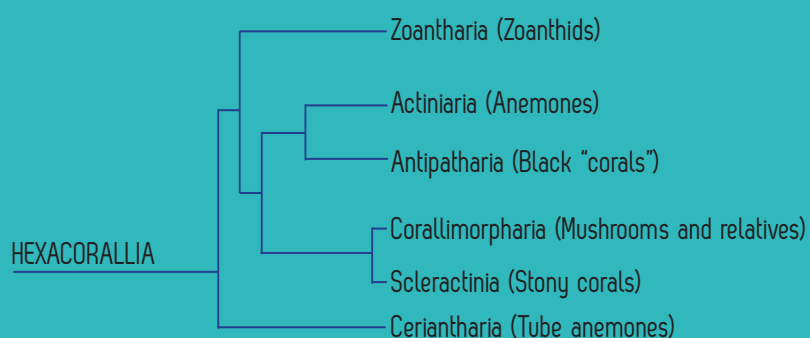 Zoantharia (Zoanthids)
Actiniaria (Anemones)
Antipatharia (Black “corals”)
Corallimorpharia (Mushrooms and relatives)
HEXACORALLIA
Scleractinia (Stony corals)
Ceriantharia (Tube anemones)